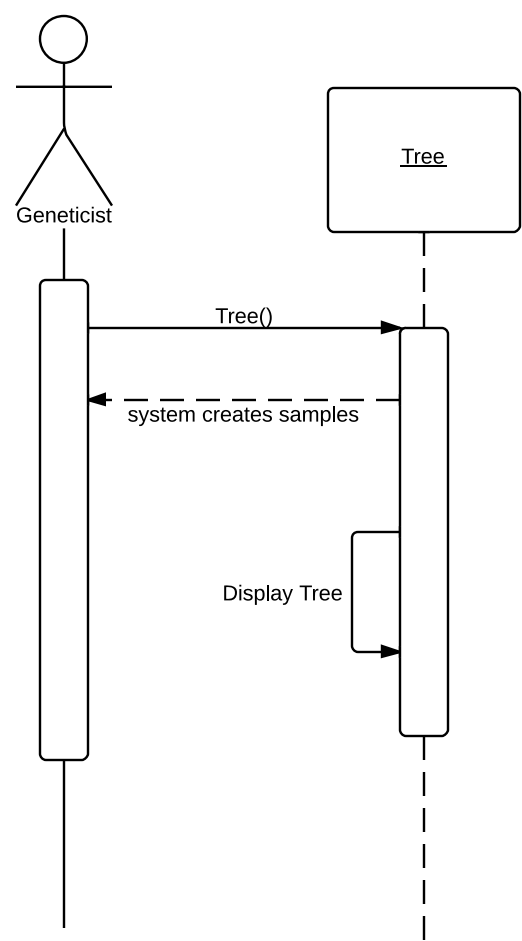 Tree
Geneticist
Tree()
system creates samples
Display Tree